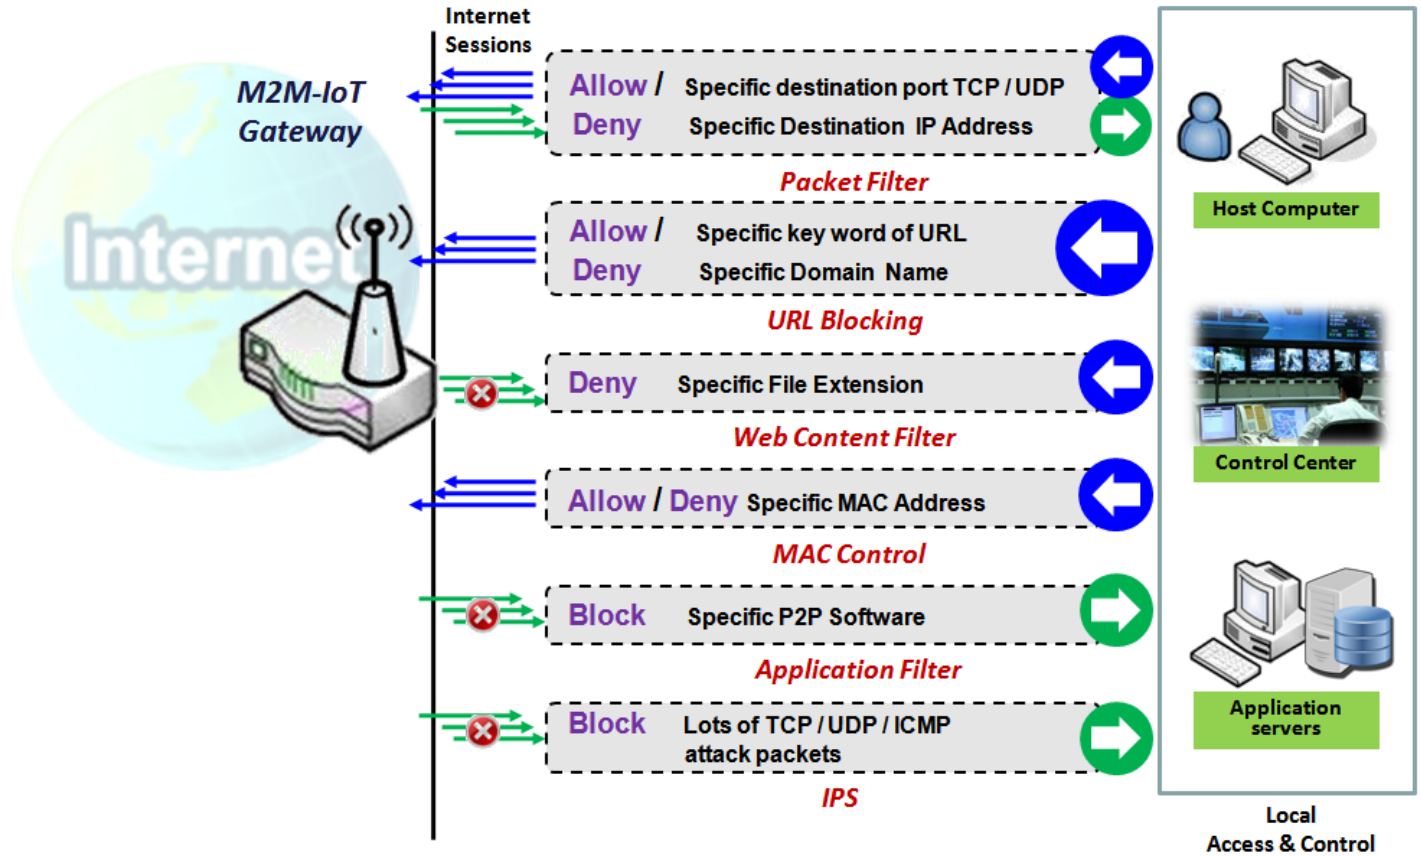 Internet
Sessions
M2M-IoT
Gateway
Internet
Allow / Specific destination port TCP / UDP
Deny Specific Destination IP Address
Packet Filter
Allow / Specific key word of URL
Deny Specific Domain Name
URL Blocking
Deny Specific File Extension
Web Content Filter
Allow / Deny Specific MAC Address
MAC Control
Block Specific P2P Software
Application Filter
Block Lots of TCP / UDP / ICMP
attack packets
IPS
Host Computer
Control Center
Application
servers
Local
Access & Control